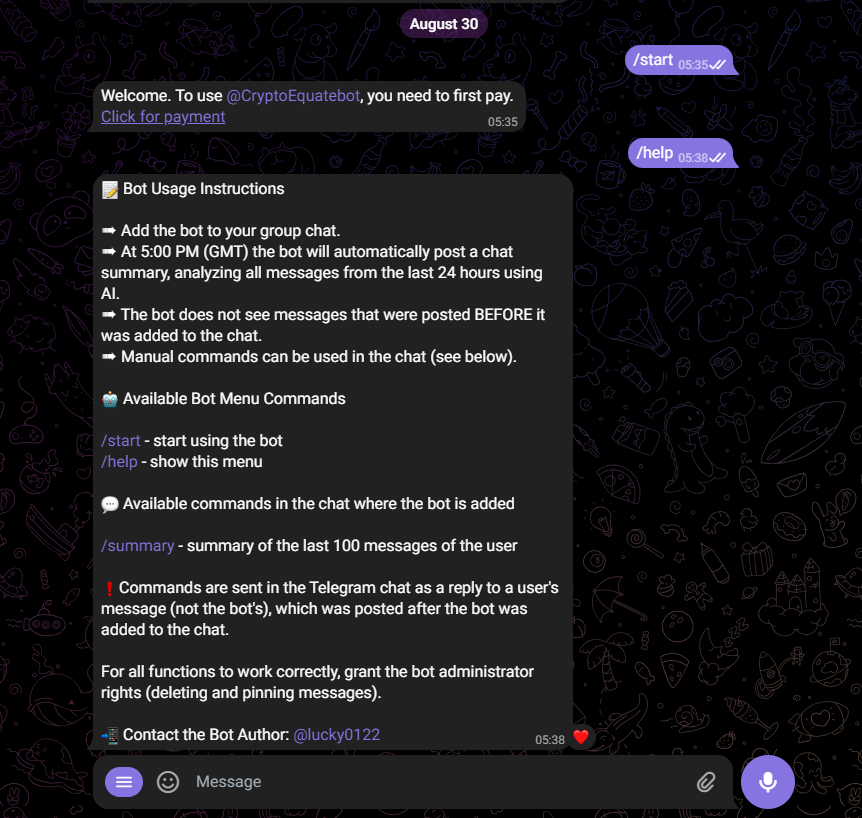 August 30
/start 05:35
Welcome. To use @CryptoEquatebot, you need to first pay.
Click for payment
05:35
/help 05:38
📝 Bot Usage Instructions
➟ Add the bot to your group chat.
➟ At 5:00 PM (GMT) the bot will automatically post a chat
summary, analyzing all messages from the last 24 hours using
AI.
➟ The bot does not see messages that were posted BEFORE it
was added to the chat.
➟ Manual commands can be used in the chat (see below).
🤖 Available Bot Menu Commands
/start - start using the bot
/help - show this menu
💬 Available commands in the chat where the bot is added
/summary - summary of the last 100 messages of the user
❗ Commands are sent in the Telegram chat as a reply to a user's
message (not the bot's), which was posted after the bot was
added to the chat.
For all functions to work correctly, grant the bot administrator
rights (deleting and pinning messages).
📲 Contact the Bot Author: @lucky0122
05:38
Message